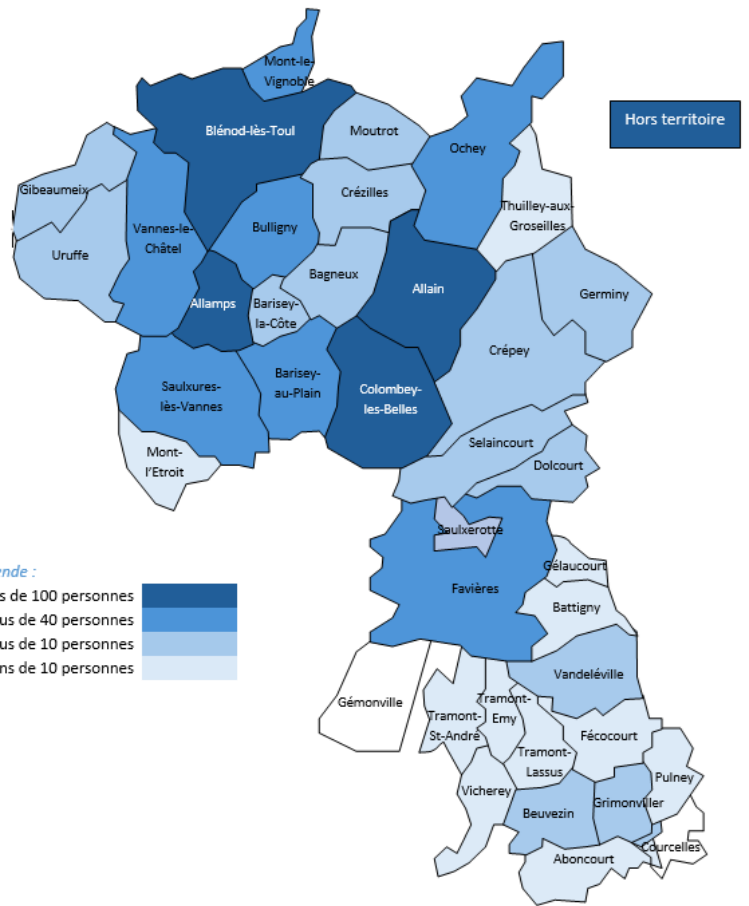 Mont-le-
Vignoble
Hors territoire
Blénod-lès-Toul
Moutrot
Ochey
Gibeaumeix
Crézilles
Thuilley-aux-
Groseilles
Vannes-le-
Châtel
Bulligny
Uruffe
Bagneux
Allain
Germiny
Allamps
Barisey-
la-Côte
Crépey
Saulxures-
lès-Vannes
Barisey-
au-Plain
Colombey-
les-Belles
Mont-
l'Etroit
Selaincourt
Dolcourt
Saulxerotte
Gélaucourt
Favières
Battigny
nde :
s de 100 personnes
us de 40 personnes
us de 10 personnes
ns de 10 personnes
Vandeléville
Gémonville
Tramont-
St-André
Tramont-
Emy
Fécocourt
Tramont-
Lassus
Pulney
Vicherey
Beuvezin
Grimonviller
Courcelles
Aboncourt